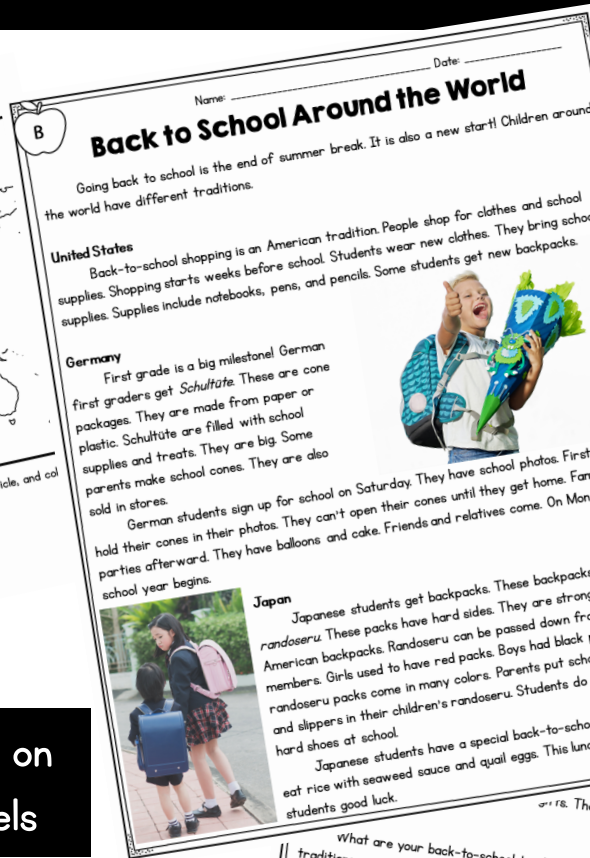 Name: Date:
B
Back to School Around the World
Going back to school is the end of summer break. It is also a new start! Children around
the world have different traditions.
United States
Back-to-school shopping is an American tradition. People shop for clothes and school
supplies. Shopping starts weeks before school. Students wear new clothes. They bring schoo
supplies. Supplies include notebooks, pens, and pencils. Some students get new backpacks.
Germany
First grade is a big milestone! German
first graders get Schultüte. These are cone
packages. They are made from paper or
plastic. Schultüte are filled with school
supplies and treats. They are big. Some
parents make school cones. They are also
sold in stores.
German students sign up for school on Saturday. They have school photos. First
hold their cones in their photos. They can't open their cones until they get home. Fam
parties afterward. They have balloons and cake. Friends and relatives come. On Mon
school year begins.
Japan
Japanese students get backpacks. These backpacks
randoseru. These packs have hard sides. They are strong
American backpacks. Randoseru can be passed down fro
members. Girls used to have red packs. Boys had black p
randoseru packs come in many colors. Parents put scho
and slippers in their children's randoseru. Students do
hard shoes at school.
Japanese students have a special back-to-schoo
eat rice with seaweed sauce and quail eggs. This lunc
students good luck.
icle, and col
on
els
rs. Th
What are your back-to-school
traditi